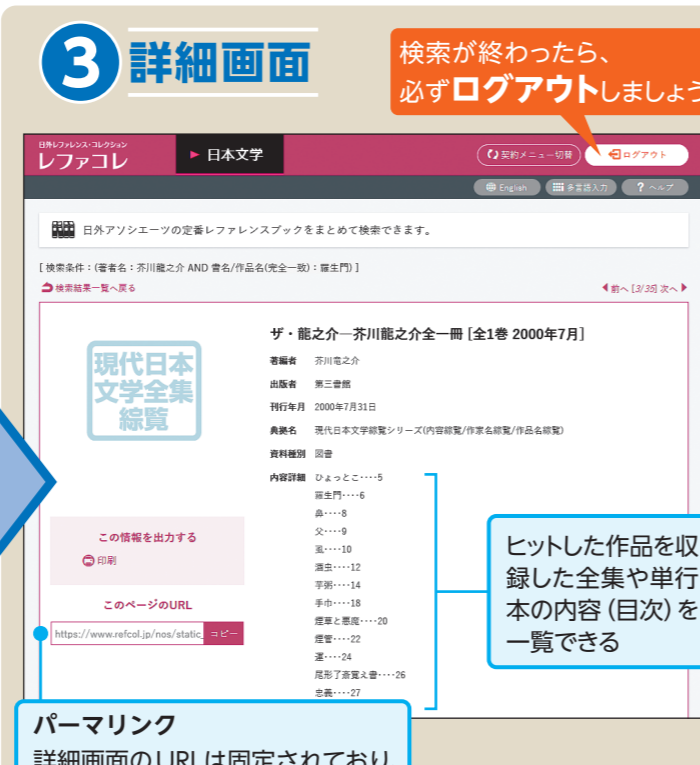 3 詳細画面
検索が終わったら、
必ずログアウトしましょう
日外レファレンス・コレクション
レファコレ
▶ 日本文学
契約メニュー切替
ログアウト
English
多言語入力
? ヘルプ
日外アソシエーツの定番レファレンスブックをまとめて検索できます。
[ 検索条件：(著者名：芥川龍之介 AND 書名/作品名(完全一致)：羅生門) ]
検索結果一覧へ戻る
前へ [3/35] 次へ
現代日本
文学全集
綜覧
ザ・龍之介―芥川龍之介全一冊 [全1巻 2000年7月]
著編者 芥川竜之介
出版者 第三書館
刊行年月 2000年7月31日
典拠名 現代日本文学綜覧シリーズ(内容綜覧/作家名綜覧/作品名綜覧)
資料種別 図書
内容詳細 ひょっとこ････5
羅生門････6
鼻････8
父････9
････10
酒虫････12
芋粥････14
手巾････18
煙草と悪魔････20
煙管････22
運････24
尾形了斎覚え書････26
忠義････27
この情報を出力する
印刷
このページのURL
https://www.refcol.jp/nos/static_
コピー
ヒットした作品を収
録した全集や単行
本の内容（目次）を
一覧できる
パーマリンク
詳細画面のURLは固定されており